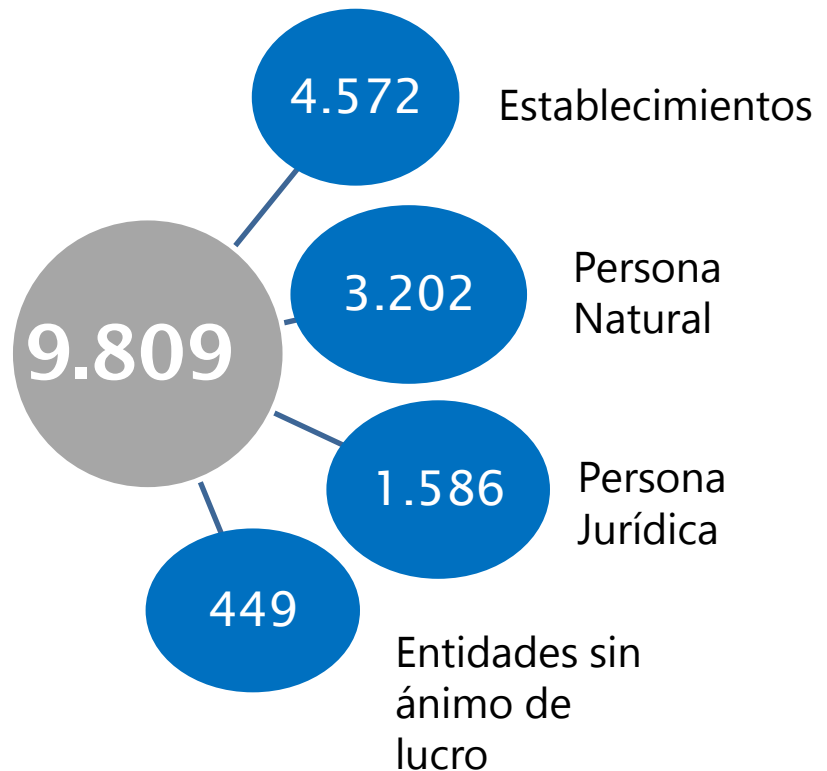 4.572
Establecimientos
9.809
3.202
Persona
Natural
1.586
Persona
Jurídica
449
Entidades sin
ánimo de
lucro